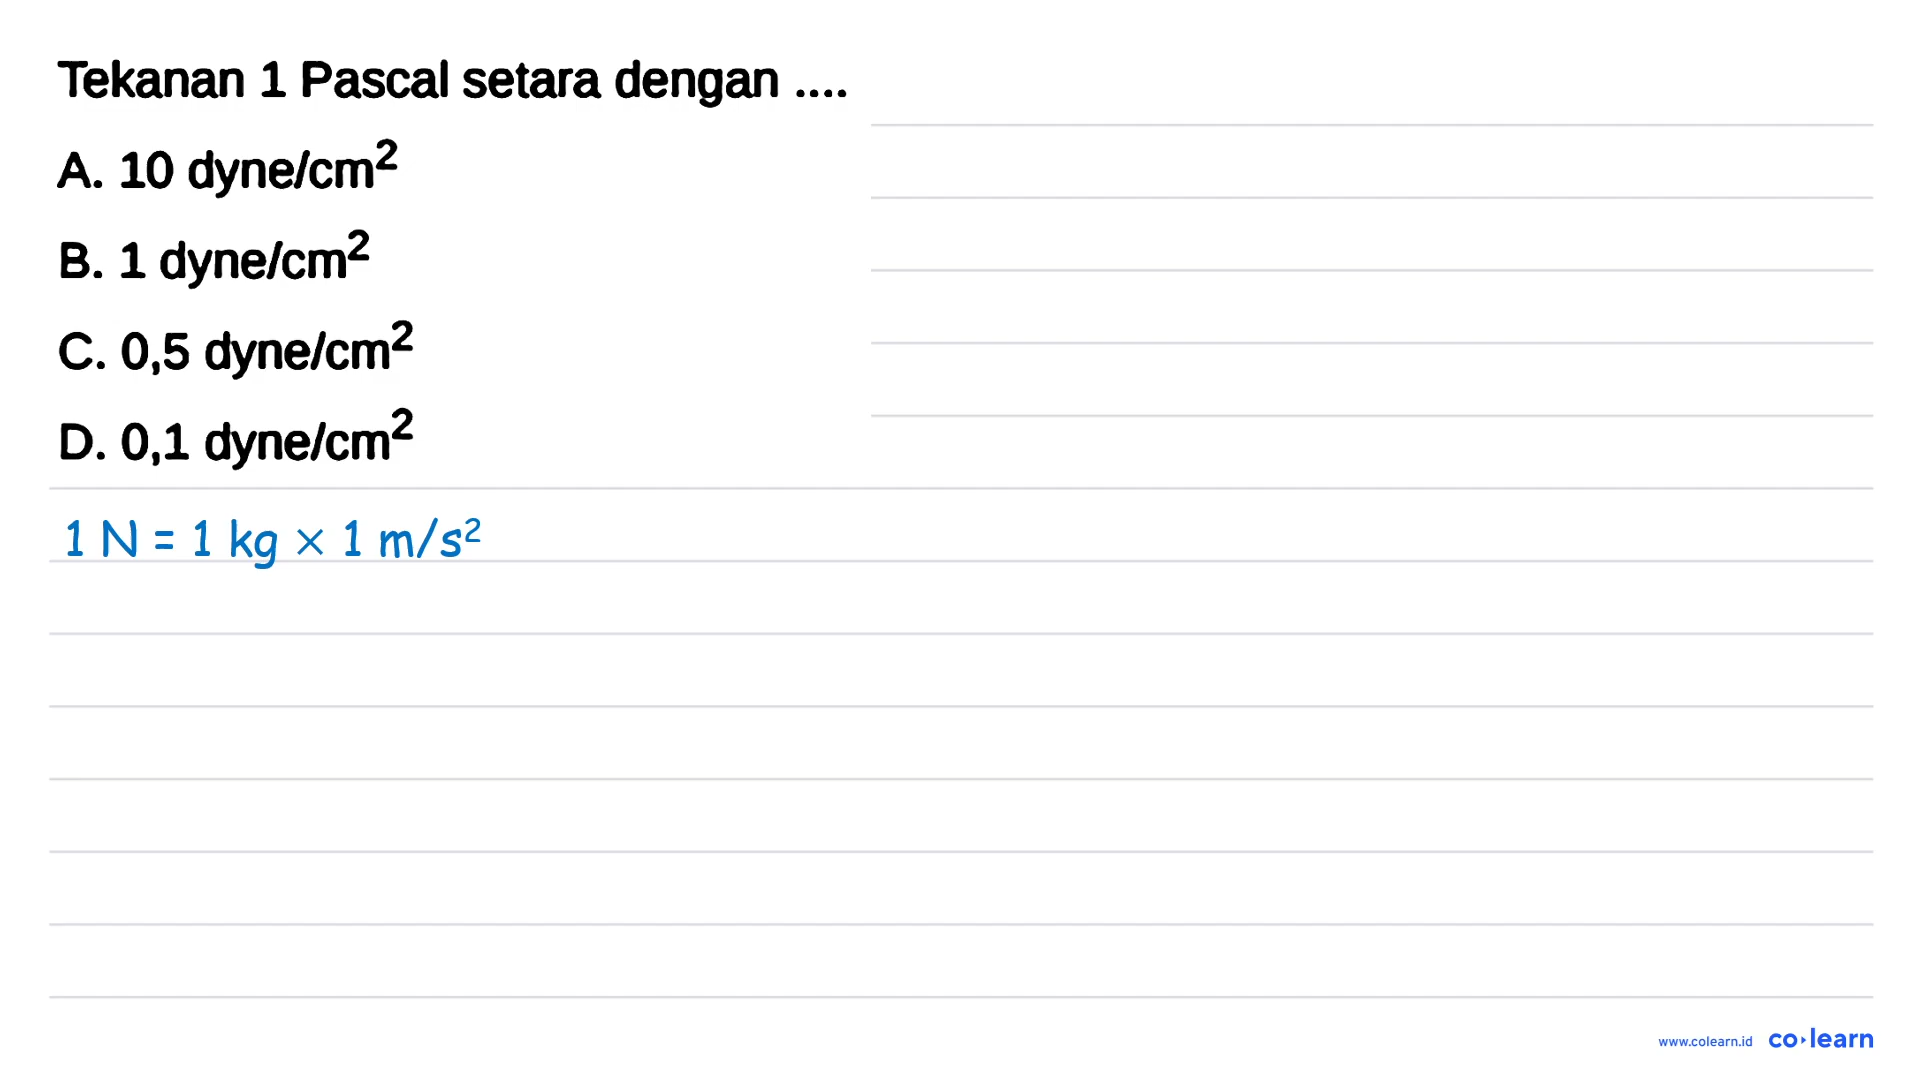 Tekanan 1 Pascal setara dengan ....
A. 10 dyne/cm²
B. 1 dyne/cm²
C. 0,5 dyne/cm²
D. 0,1 dyne/cm²
1 N = 1 kg × 1 m/s²
www.colearn.id co▸learn